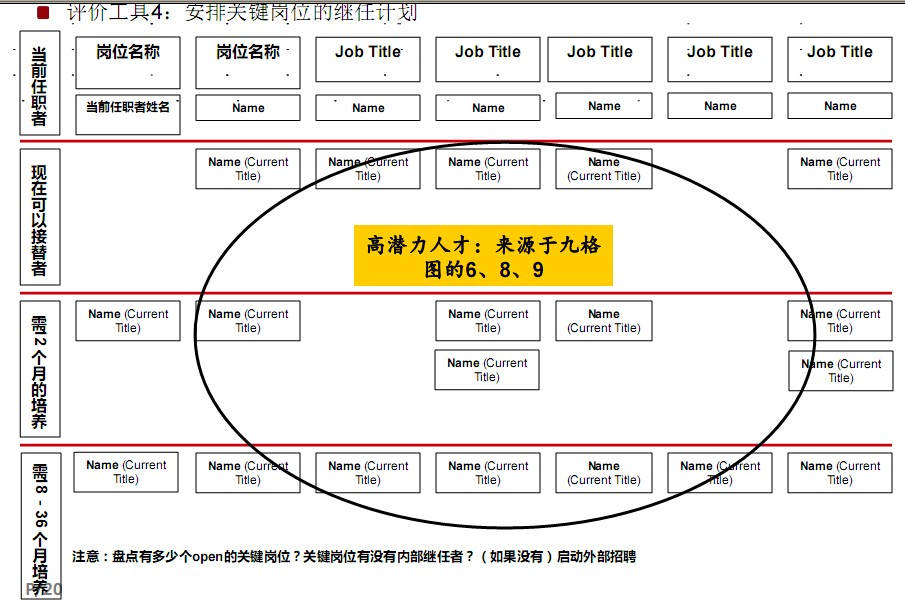 评价工具4：安排关键岗位的继任计划
当前任职者
岗位名称
岗位名称
Job Title
Job Title
Job Title
Job Title
Job Title
当前任职者姓名
Name
Name
Name
Name
Name
Name
现在可以接替者
Name (Current
Title)
Name (Current
Title)
Name (Current
Title)
Name
(Current Title)
Name (Current
Title)
高潜力人才：来源于九格
图的6、8、9
需2个月的培养
Name (Current
Title)
Name (Current
Title)
Name (Current
Title)
Name
(Current Title)
Name (Current
Title)
Name (Current
Title)
Name (Current
Title)
需8-36个月培养
Name (Current
Title)
Name (Current
Title)
Name (Current
Title)
Name (Current
Title)
Name
(Current Title)
Name (Current
Title)
Name (Current
Title)
注意：盘点有多少个open的关键岗位？关键岗位有没有内部继任者？（如果没有）启动外部招聘